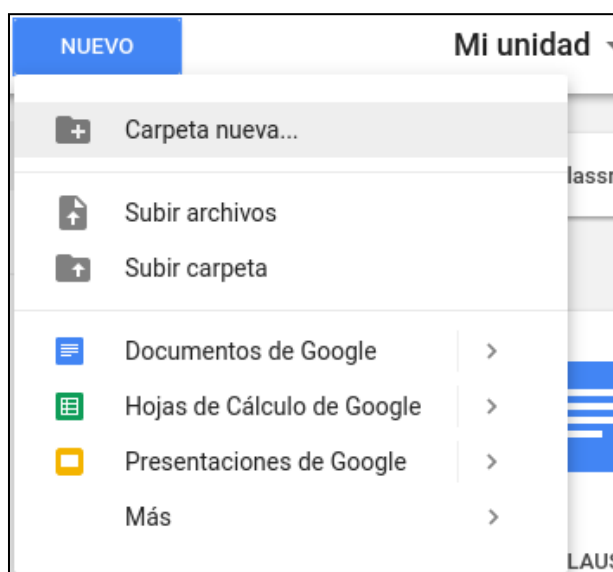 NUEVO
Mi unidad
Carpeta nueva...
Subir archivos
Subir carpeta
Documentos de Google
Hojas de Cálculo de Google
Presentaciones de Google
Más